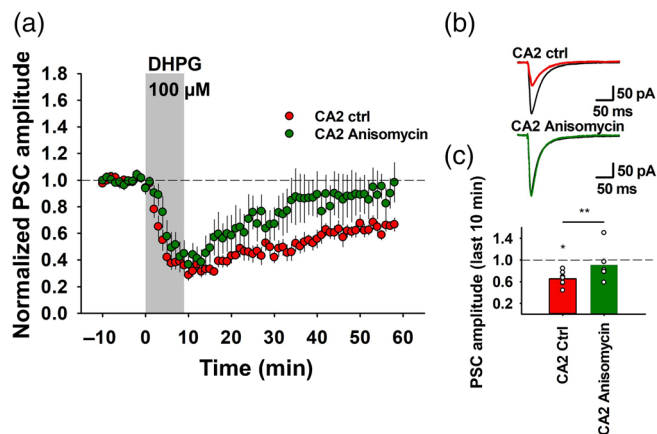 (a)
DHPG
100 μM
Normalized PSC amplitude
1.8
1.6
1.4
1.2
1.0
0.8
0.6
0.4
0.2
0.0
CA2 ctrl
CA2 Anisomycin
–10 0 10 20 30 40 50 60
Time (min)
(b)
CA2 ctrl
50 pA
50 ms
CA2 Anisomycin
50 pA
50 ms
(c)
PSC amplitude (last 10 min)
1.4
1.0
0.6
0.2
*
**
CA2 Ctrl
CA2 Anisomycin